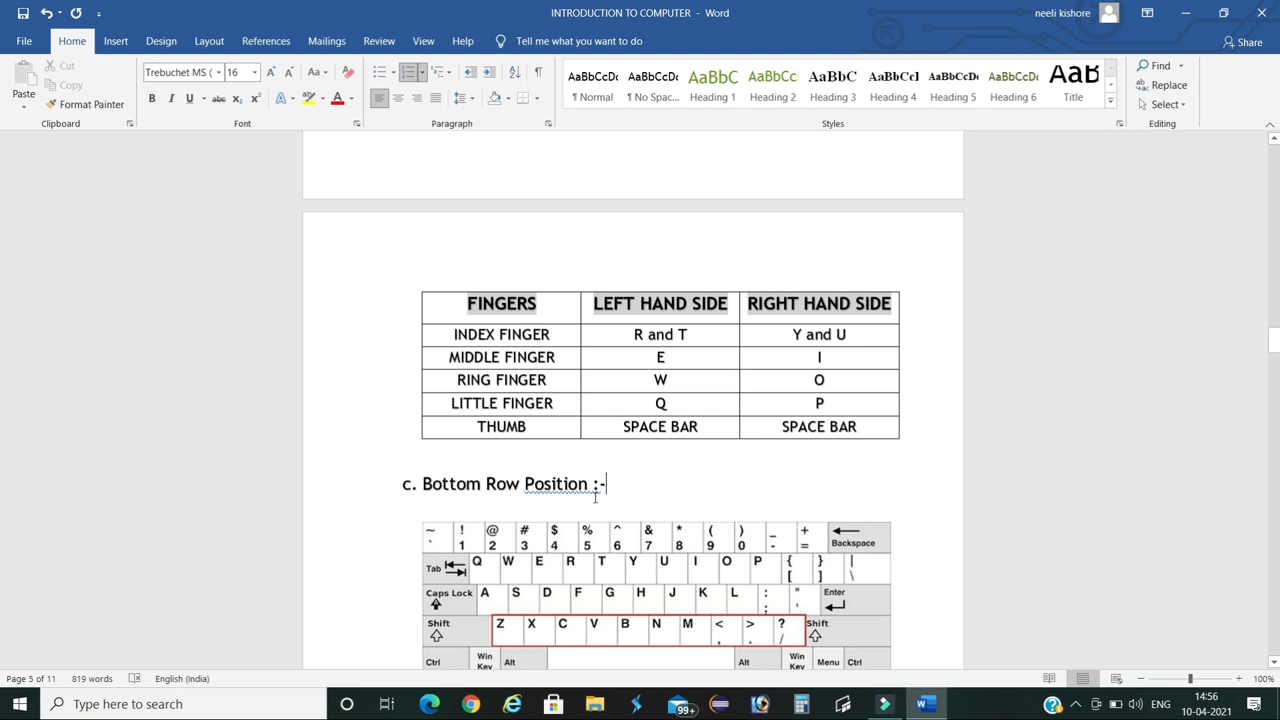 INTRODUCTION TO COMPUTER - Word
neeli kishore
File Home Insert Design Layout References Mailings Review View Help Tell me what you want to do Share
Paste
Cut
Copy
Format Painter
Clipboard
Trebuchet MS ( 16
Font
Paragraph
AaBbCcDc AaBbCcDc AaBbC AaBbCcDc AaBbC AaBbCcI AaBbCcDc AaBbCcDc AaB
¶ Normal ¶ No Spac... Heading 1 Heading 2 Heading 3 Heading 4 Heading 5 Heading 6 Title
Styles
Find
Replace
Select
Editing
FINGERS LEFT HAND SIDE RIGHT HAND SIDE
INDEX FINGER R and T Y and U
MIDDLE FINGER E I
RING FINGER W O
LITTLE FINGER Q P
THUMB SPACE BAR SPACE BAR
c. Bottom Row Position :-
~ ! @ # $ % ^ & * ( ) _ +
` 1 2 3 4 5 6 7 8 9 0 - = Backspace
Tab Q W E R T Y U I O P { } |
[ ] \
Caps Lock A S D F G H J K L : " Enter
; '
Shift Z X C V B N M < > ? Shift
, . /
Ctrl Win Key Alt Alt Win Key Menu Ctrl
Page 5 of 11 819 words English (India) 100%
Type here to search
99+
ENG
14:56
10-04-2021